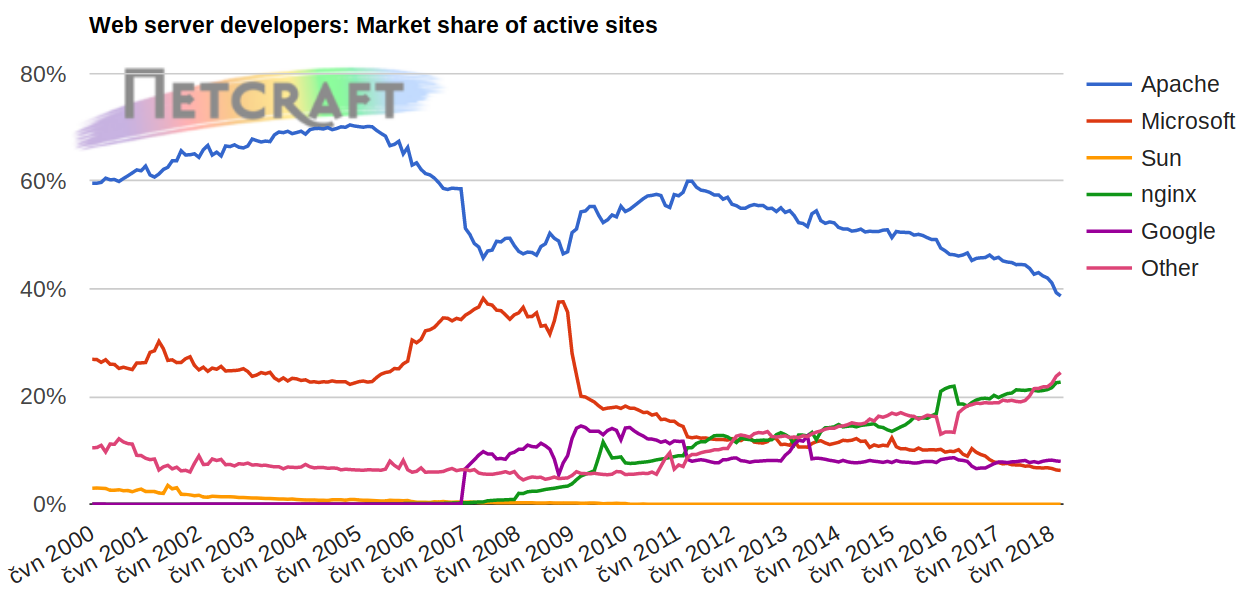 Web server developers: Market share of active sites
NETCRAFT
80%
60%
40%
20%
0%
čvn 2000
čvn 2001
čvn 2002
čvn 2003
čvn 2004
čvn 2005
čvn 2006
čvn 2007
čvn 2008
čvn 2009
čvn 2010
čvn 2011
čvn 2012
čvn 2013
čvn 2014
čvn 2015
čvn 2016
čvn 2017
čvn 2018
Apache
Microsoft
Sun
nginx
Google
Other